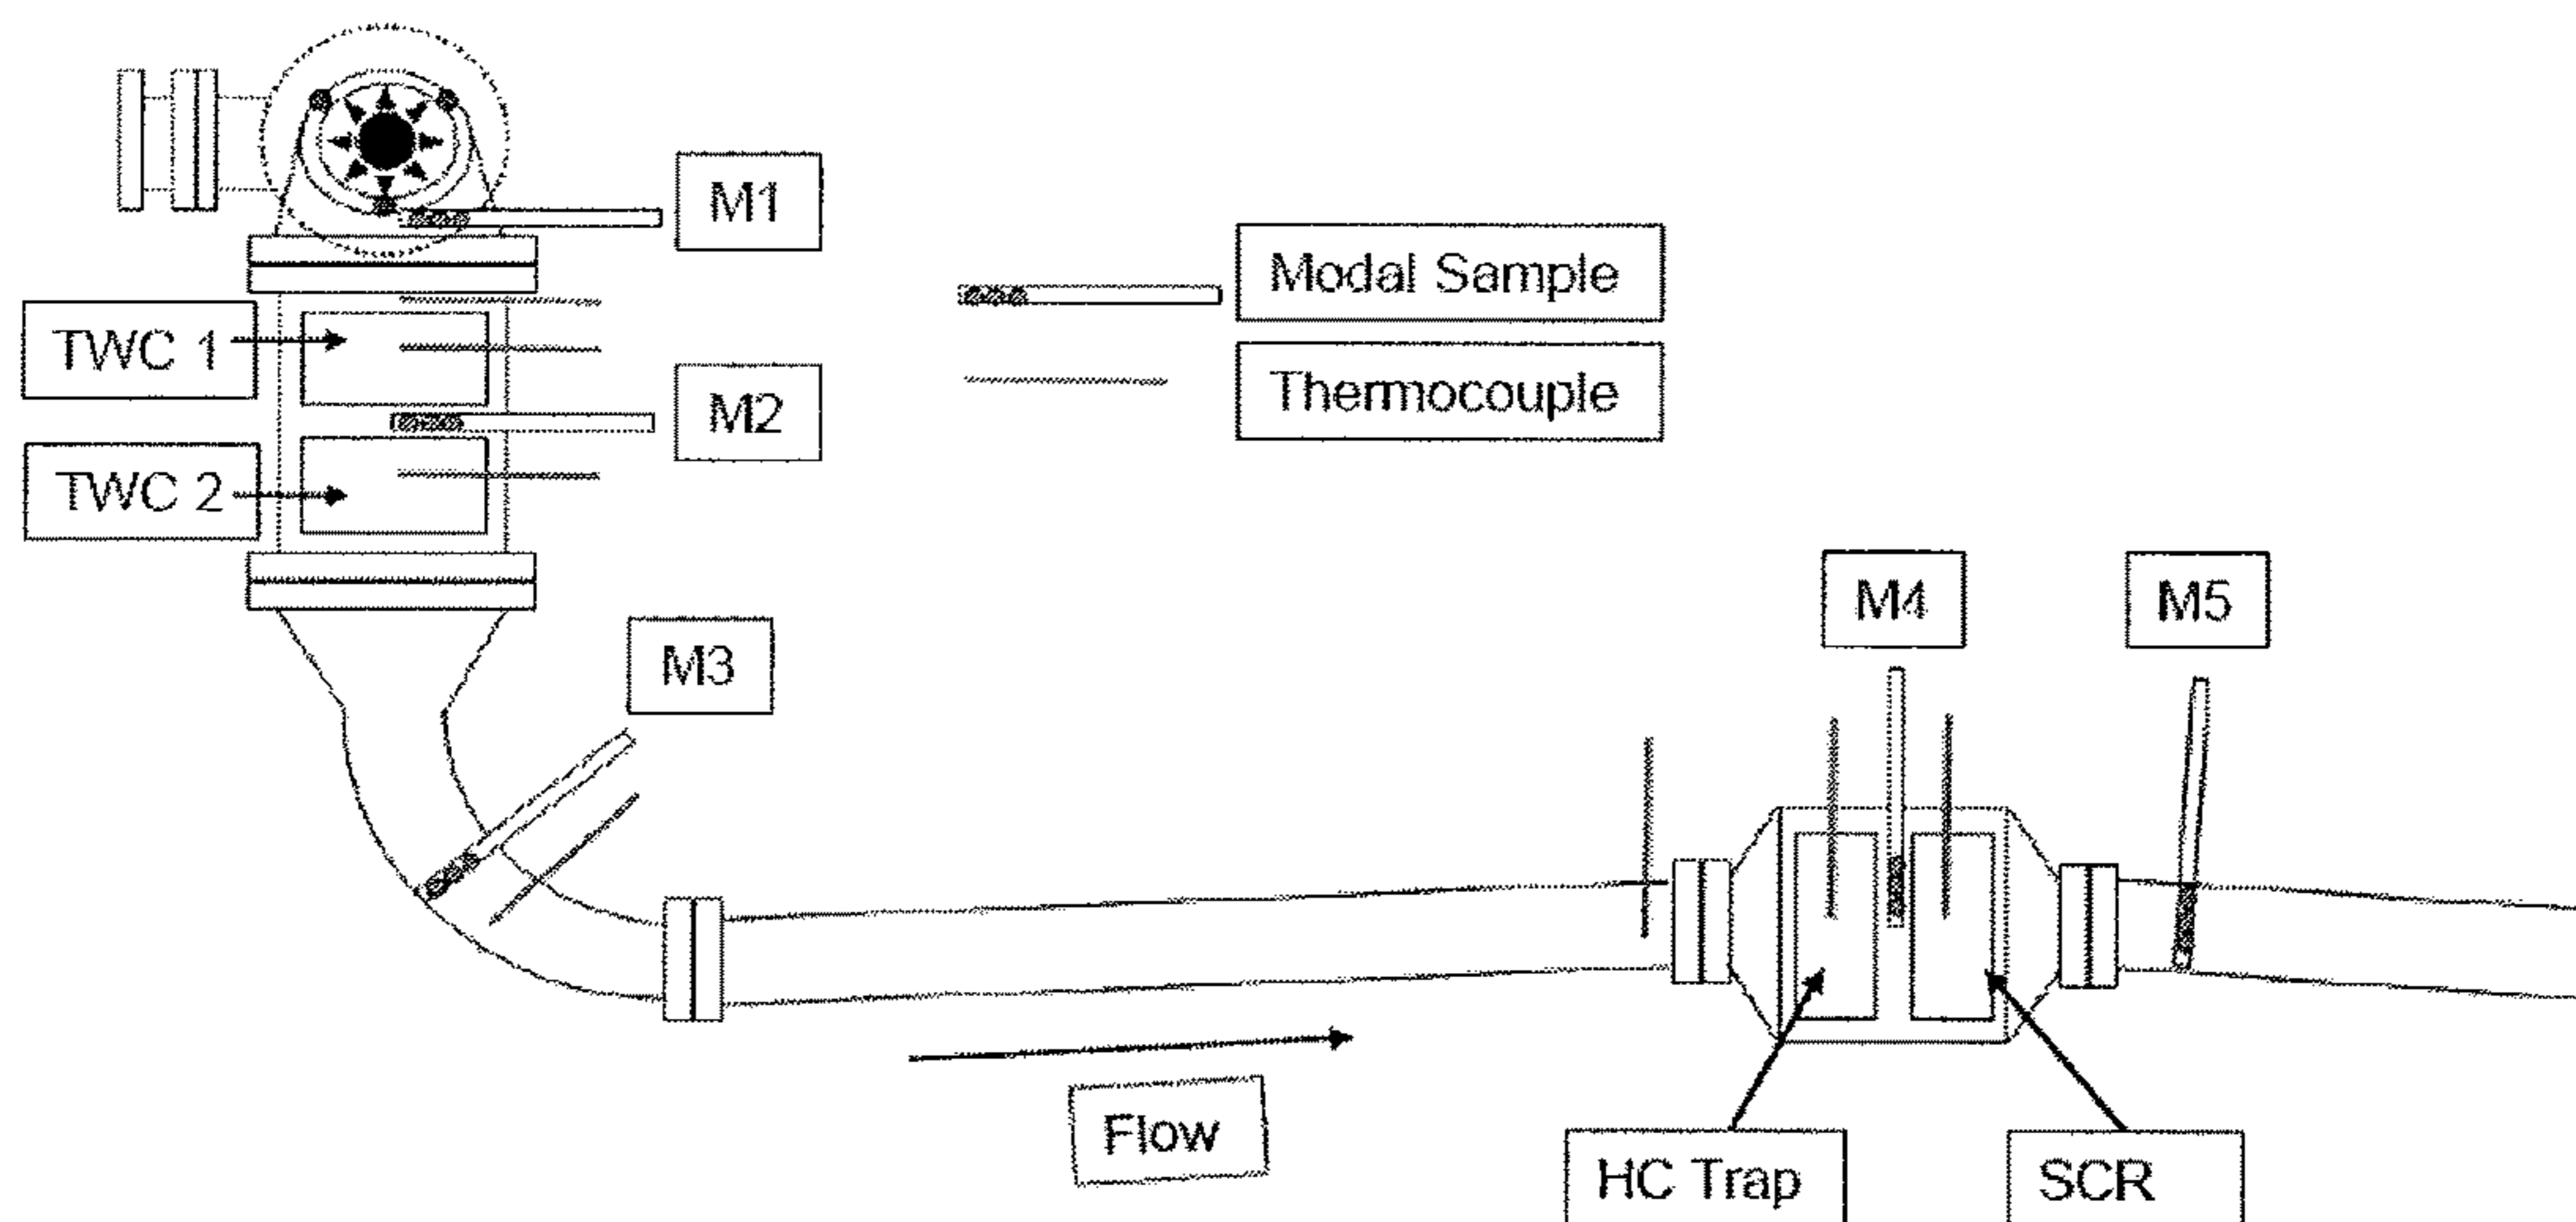 M1
Modal Sample
TWC 1
Thermocouple
M2
TWC 2
M4
M5
M3
Flow
HC Trap
SCR